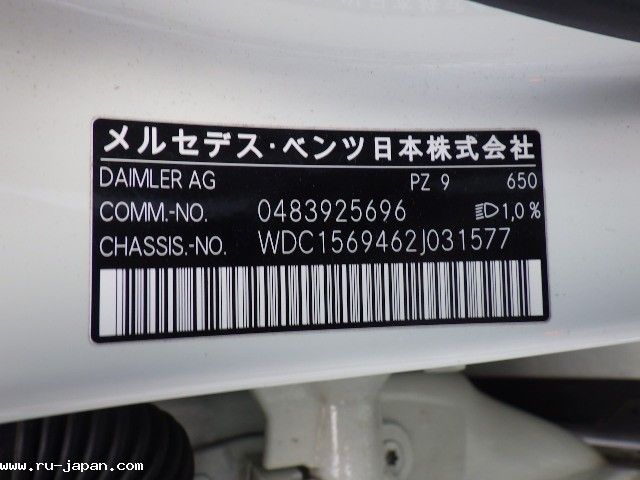 メルセデス・ベンツ日本株式会社
DAIMLER AG PZ 9 650
COMM.-NO. 0483925696 1,0%
CHASSIS.-NO. WDC1569462J031577
www.ru-japan.com